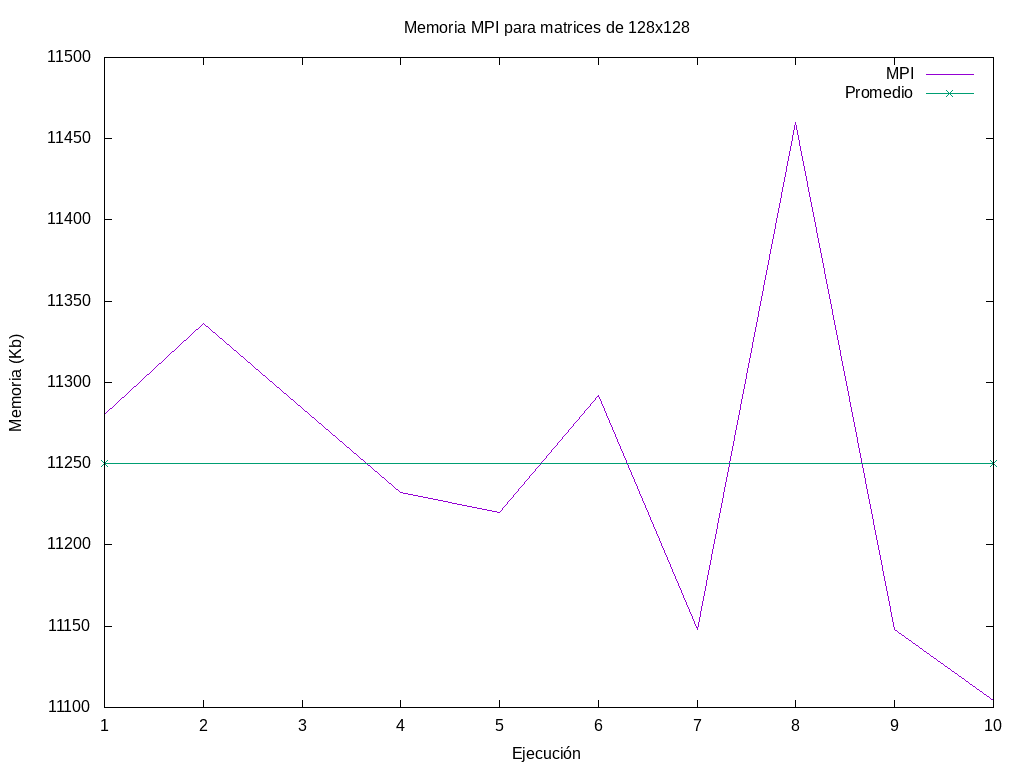 Memoria MPI para matrices de 128x128
MPI
Promedio
11500
11450
11400
11350
11300
11250
11200
11150
11100
Memoria (Kb)
1 2 3 4 5 6 7 8 9 10
Ejecución